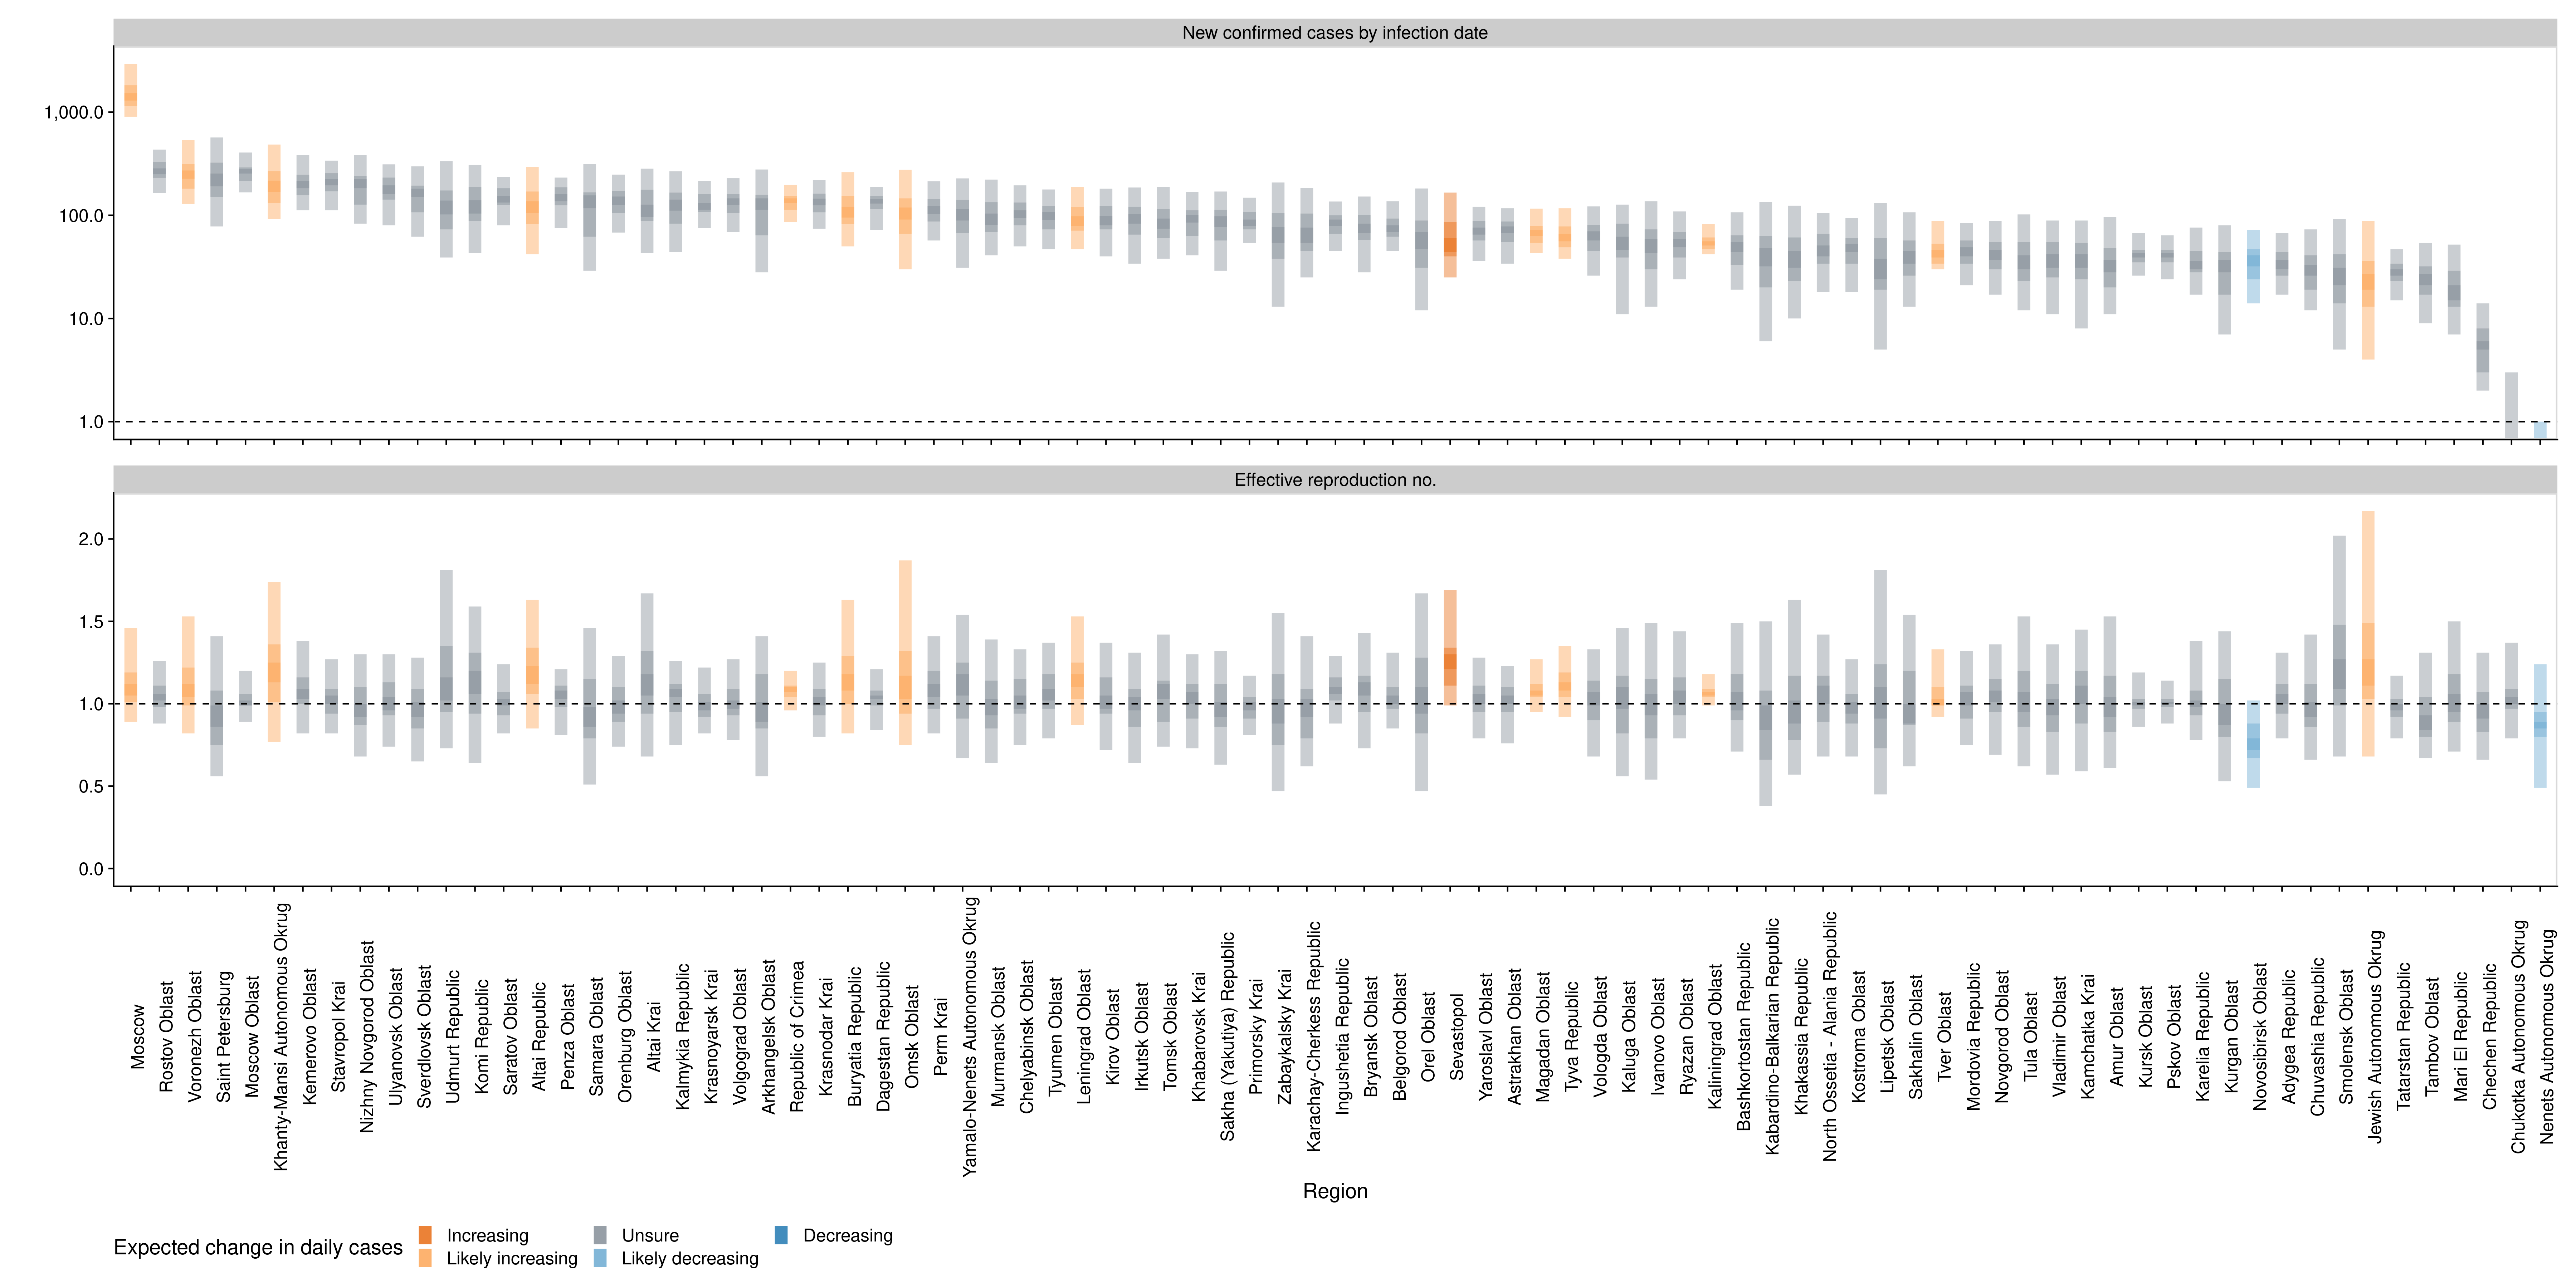 New confirmed cases by infection date
1,000.0
100.0
10.0
1.0
Effective reproduction no.
2.0
1.5
1.0
0.5
0.0
Moscow
Rostov Oblast
Voronezh Oblast
Saint Petersburg
Moscow Oblast
Khanty-Mansi Autonomous Okrug
Kemerovo Oblast
Stavropol Krai
Nizhny Novgorod Oblast
Ulyanovsk Oblast
Sverdlovsk Oblast
Udmurt Republic
Komi Republic
Saratov Oblast
Altai Republic
Penza Oblast
Samara Oblast
Orenburg Oblast
Altai Krai
Kalmykia Republic
Krasnoyarsk Krai
Volgograd Oblast
Arkhangelsk Oblast
Republic of Crimea
Krasnodar Krai
Buryatia Republic
Dagestan Republic
Omsk Oblast
Perm Krai
Yamalo-Nenets Autonomous Okrug
Murmansk Oblast
Chelyabinsk Oblast
Tyumen Oblast
Leningrad Oblast
Kirov Oblast
Irkutsk Oblast
Tomsk Oblast
Khabarovsk Krai
Sakha (Yakutiya) Republic
Primorsky Krai
Zabaykalsky Krai
Karachay-Cherkess Republic
Ingushetia Republic
Bryansk Oblast
Belgorod Oblast
Orel Oblast
Sevastopol
Yaroslavl Oblast
Astrakhan Oblast
Magadan Oblast
Tyva Republic
Vologda Oblast
Kaluga Oblast
Ivanovo Oblast
Ryazan Oblast
Kaliningrad Oblast
Bashkortostan Republic
Kabardino-Balkarian Republic
Khakassia Republic
North Ossetia - Alania Republic
Kostroma Oblast
Lipetsk Oblast
Sakhalin Oblast
Tver Oblast
Mordovia Republic
Novgorod Oblast
Tula Oblast
Vladimir Oblast
Kamchatka Krai
Amur Oblast
Kursk Oblast
Pskov Oblast
Karelia Republic
Kurgan Oblast
Novosibirsk Oblast
Adygea Republic
Chuvashia Republic
Smolensk Oblast
Jewish Autonomous Okrug
Tatarstan Republic
Tambov Oblast
Mari El Republic
Chechen Republic
Chukotka Autonomous Okrug
Nenets Autonomous Okrug
Region
Expected change in daily cases
Increasing
Likely increasing
Unsure
Likely decreasing
Decreasing